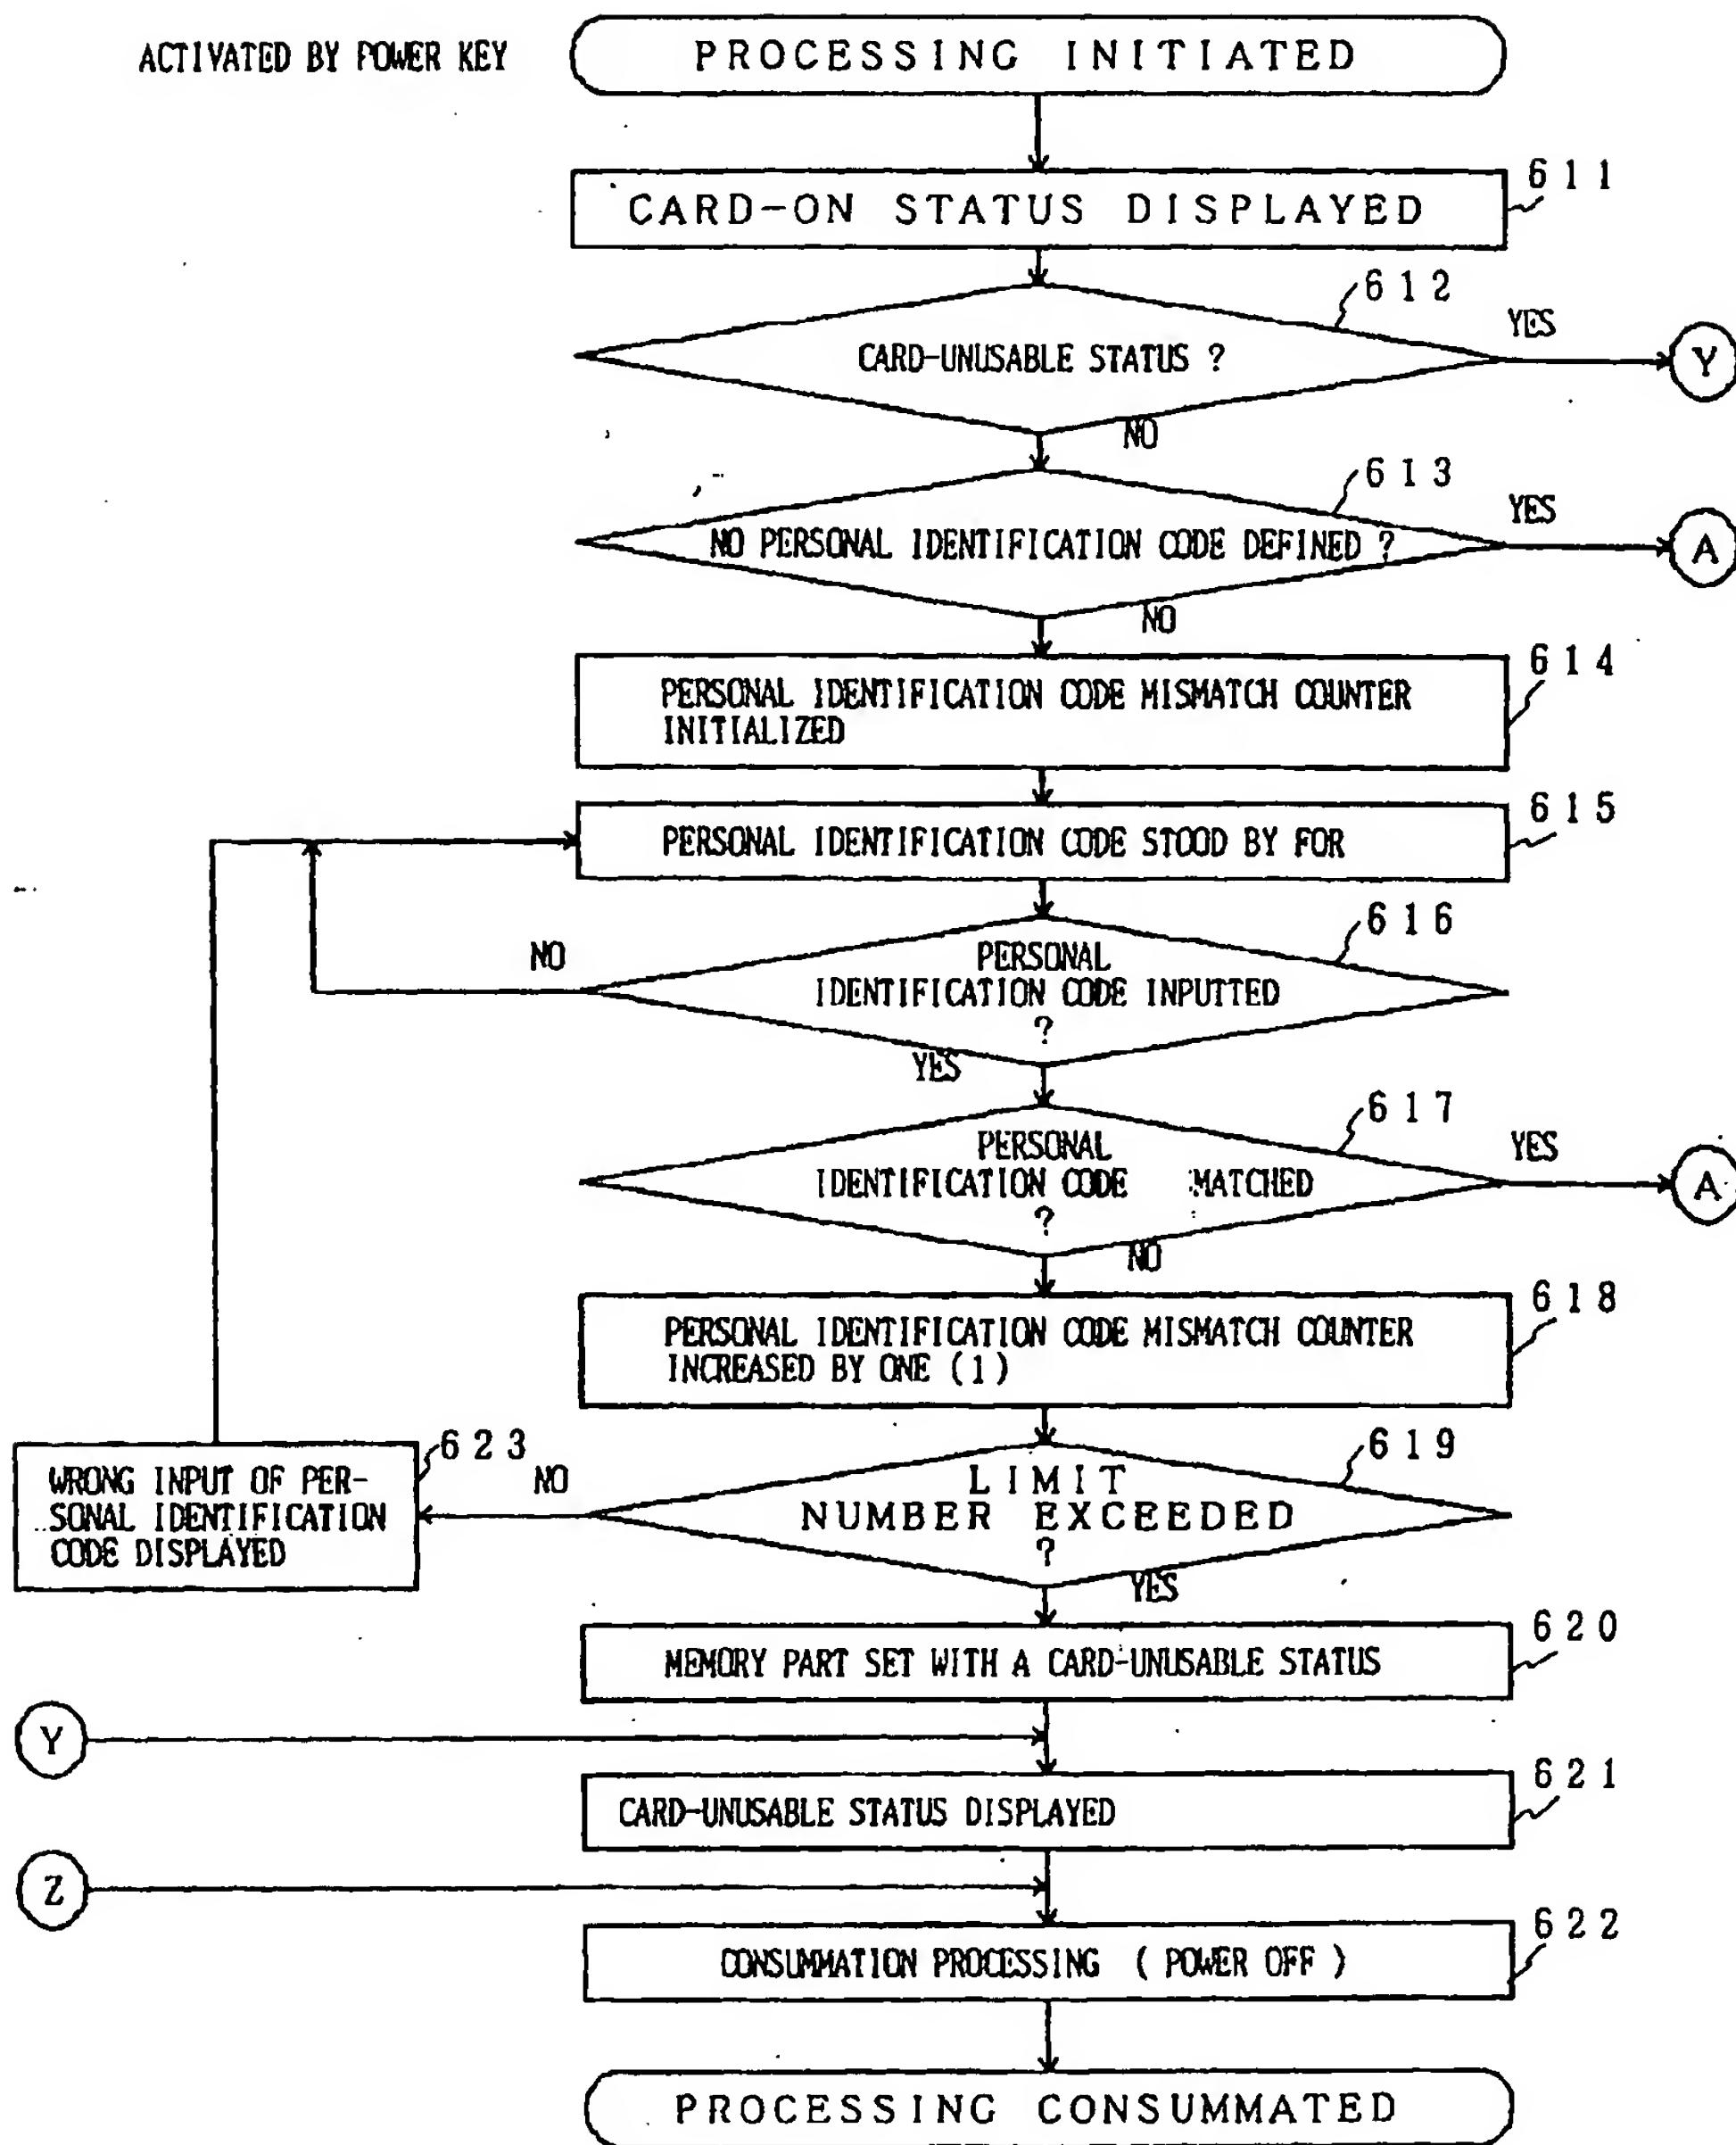 ACTIVATED BY POWER KEY
PROCESSING INITIATED
CARD-ON STATUS DISPLAYED
611
612
CARD-UNUSABLE STATUS ?
YES
Y
NO
613
NO PERSONAL IDENTIFICATION CODE DEFINED ?
YES
A
NO
614
PERSONAL IDENTIFICATION CODE MISMATCH COUNTER
INITIALIZED
615
PERSONAL IDENTIFICATION CODE STOOD BY FOR
616
NO
PERSONAL
IDENTIFICATION CODE INPUTTED
?
YES
617
PERSONAL
IDENTIFICATION CODE MATCHED
?
YES
A
NO
618
PERSONAL IDENTIFICATION CODE MISMATCH COUNTER
INCREASED BY ONE (1)
623
WRONG INPUT OF PER-
SONAL IDENTIFICATION
CODE DISPLAYED
NO
619
LIMIT
NUMBER EXCEEDED
?
YES
620
MEMORY PART SET WITH A CARD-UNUSABLE STATUS
Y
621
CARD-UNUSABLE STATUS DISPLAYED
Z
622
CONSUMMATION PROCESSING ( POWER OFF )
PROCESSING CONSUMMATED